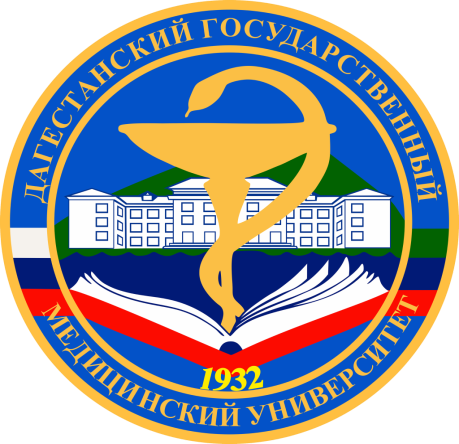 ДАГЕСТАНСКИЙ ГОСУДАРСТВЕННЫЙ
МЕДИЦИНСКИЙ УНИВЕРСИТЕТ
1932